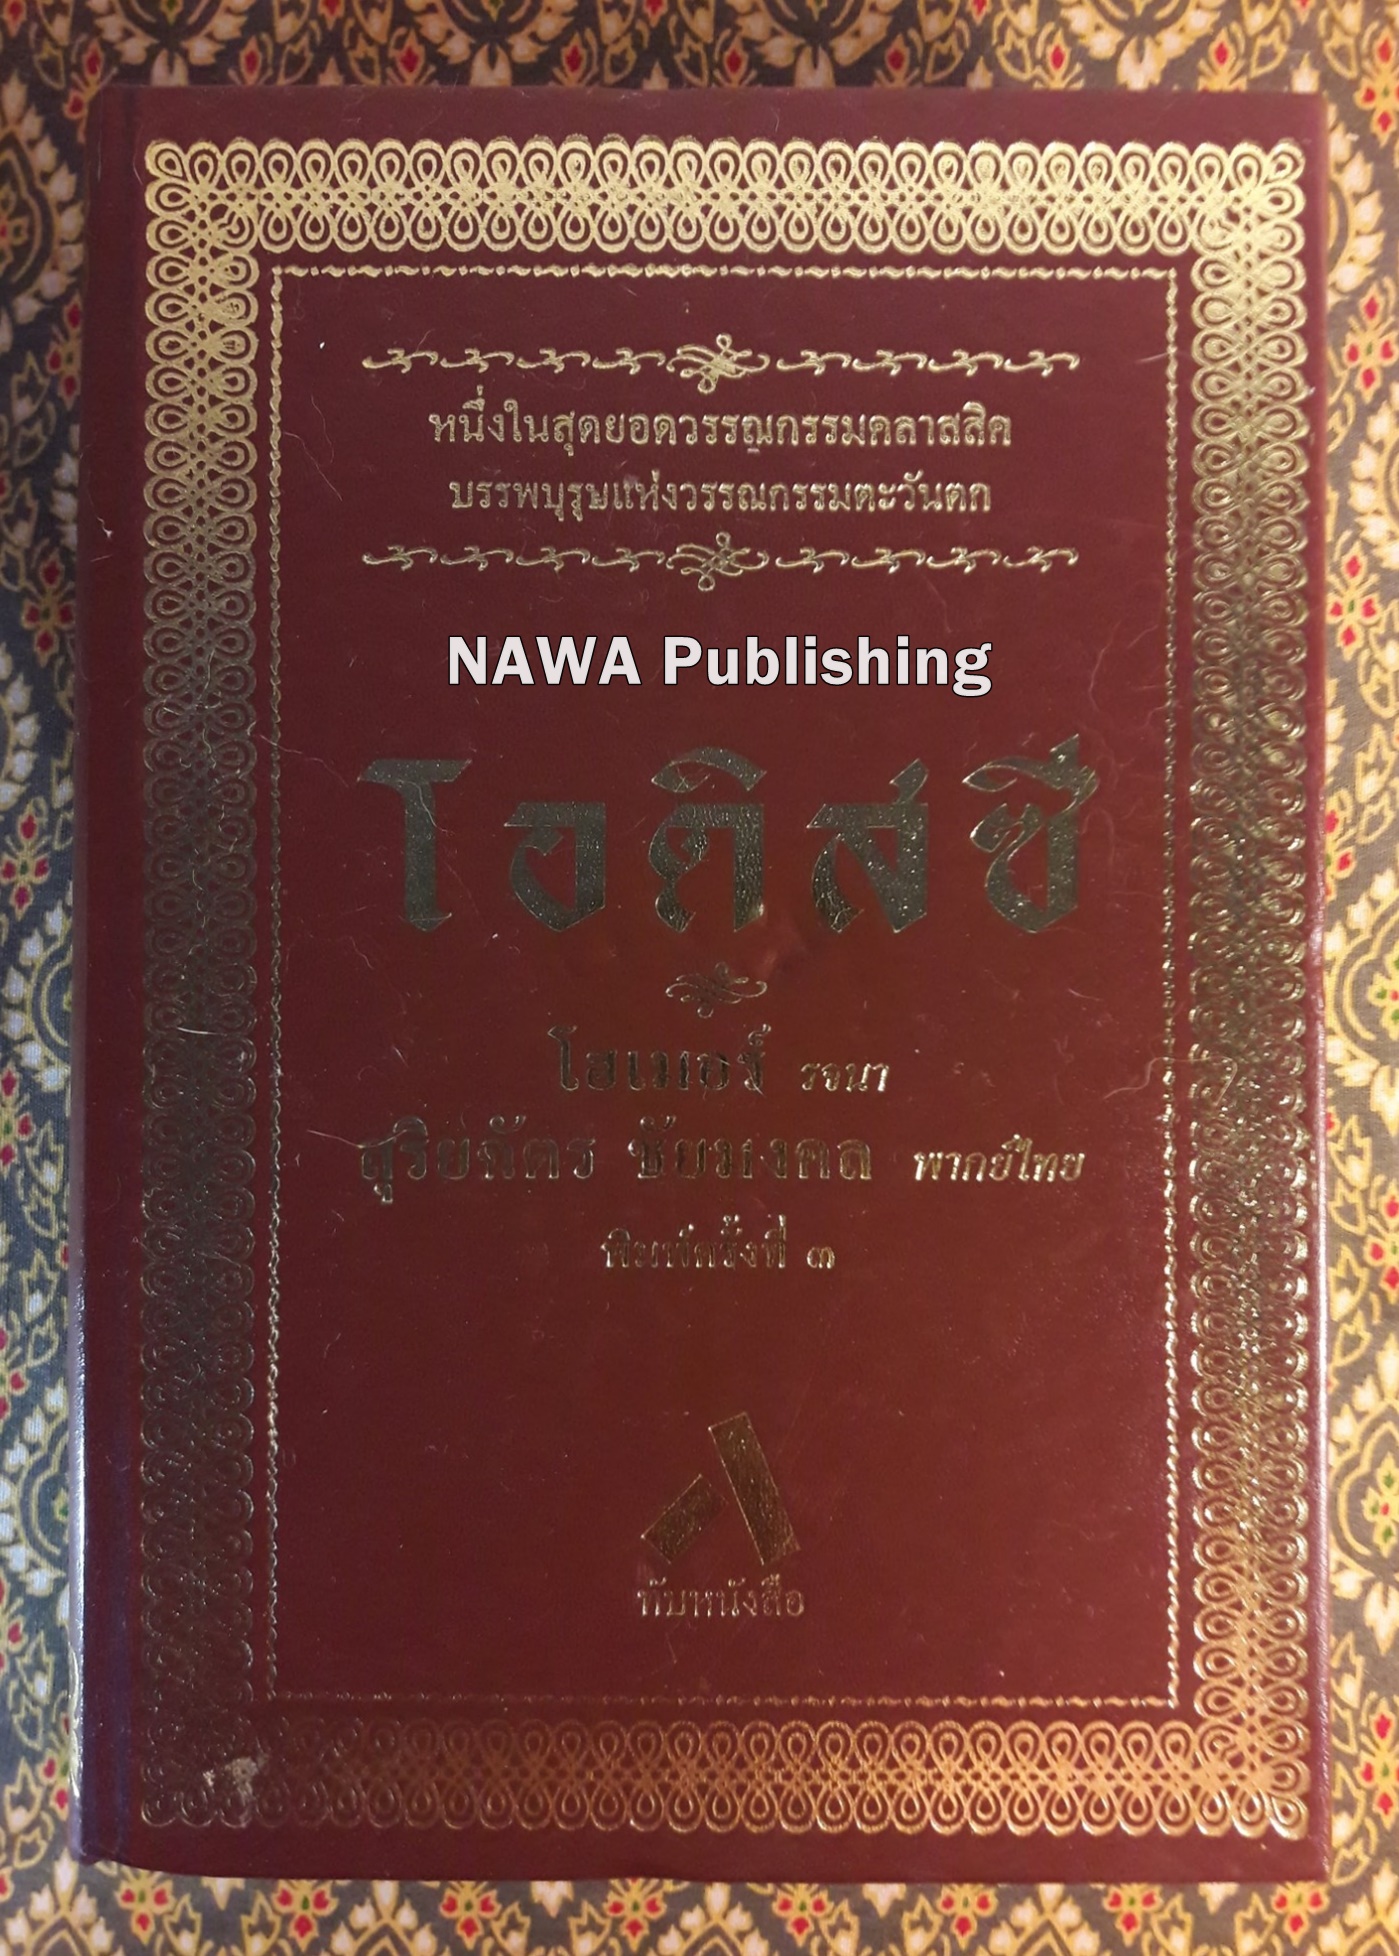 หนึ่งในสุดยอดวรรณกรรมคลาสสิค
บรรพบุรุษแห่งวรรณกรรมตะวันตก
NAWA Publishing
โอดิสซี
โฮเมอร์ รจนา
สุริยฉัตร ชัยมงคล พากย์ไทย
พิมพ์ครั้งที่ ๓
ทับหนังสือ